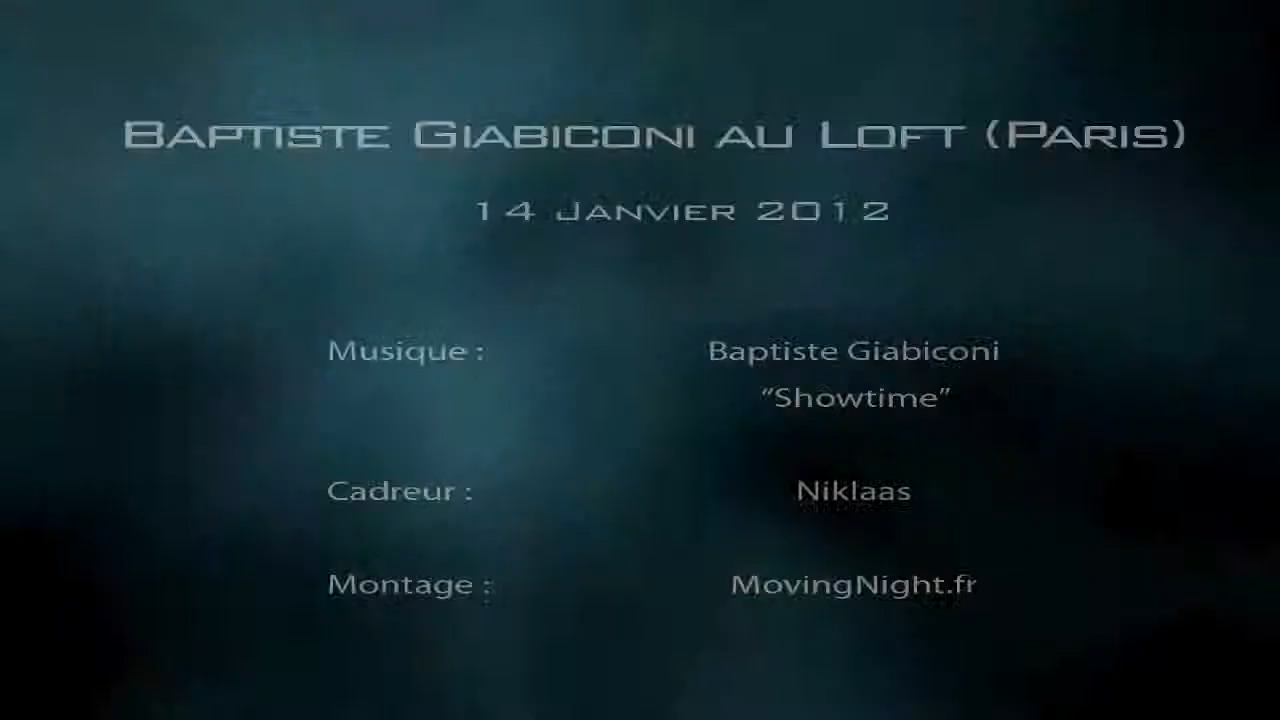 Baptiste Giabiconi au Loft (Paris)
14 Janvier 2012
Musique : Baptiste Giabiconi
“Showtime”
Cadreur : Niklaas
Montage : MovingNight.fr